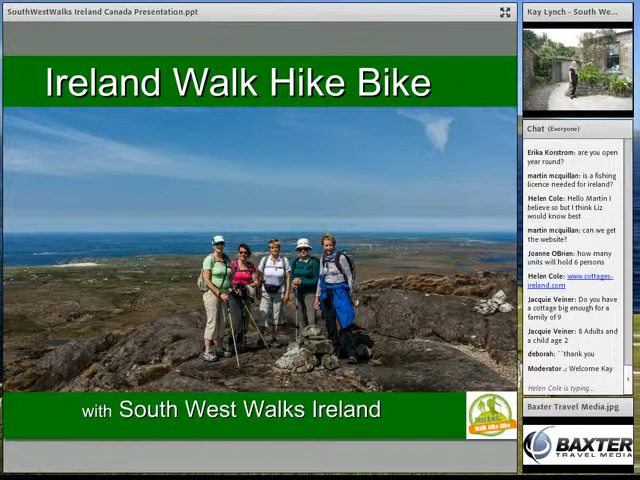 SouthWestWalks Ireland Canada Presentation.ppt
Ireland Walk Hike Bike
with South West Walks Ireland
IRELAND
walk hike bike
Kay Lynch - South We...
Chat (Everyone)
Erika Korstrom: are you open
year round?
martin mcquillan: is a fishing
licence needed for ireland?
Helen Cole: Hello Martin I
believe so but I think Liz
would know best
martin mcquillan: can we get
the website?
Joanne OBrien: how many
units will hold 6 persons
Helen Cole: www.cottages-
ireland.com
Jacquie Veiner: Do you have
a cottage big enough for a
family of 9
Jacquie Veiner: 8 Adults and
a child age 2
deborah: ``thank you
Moderator .: Welcome Kay
Helen Cole is typing...
Baxter Travel Media.jpg
BAXTER
TRAVEL MEDIA